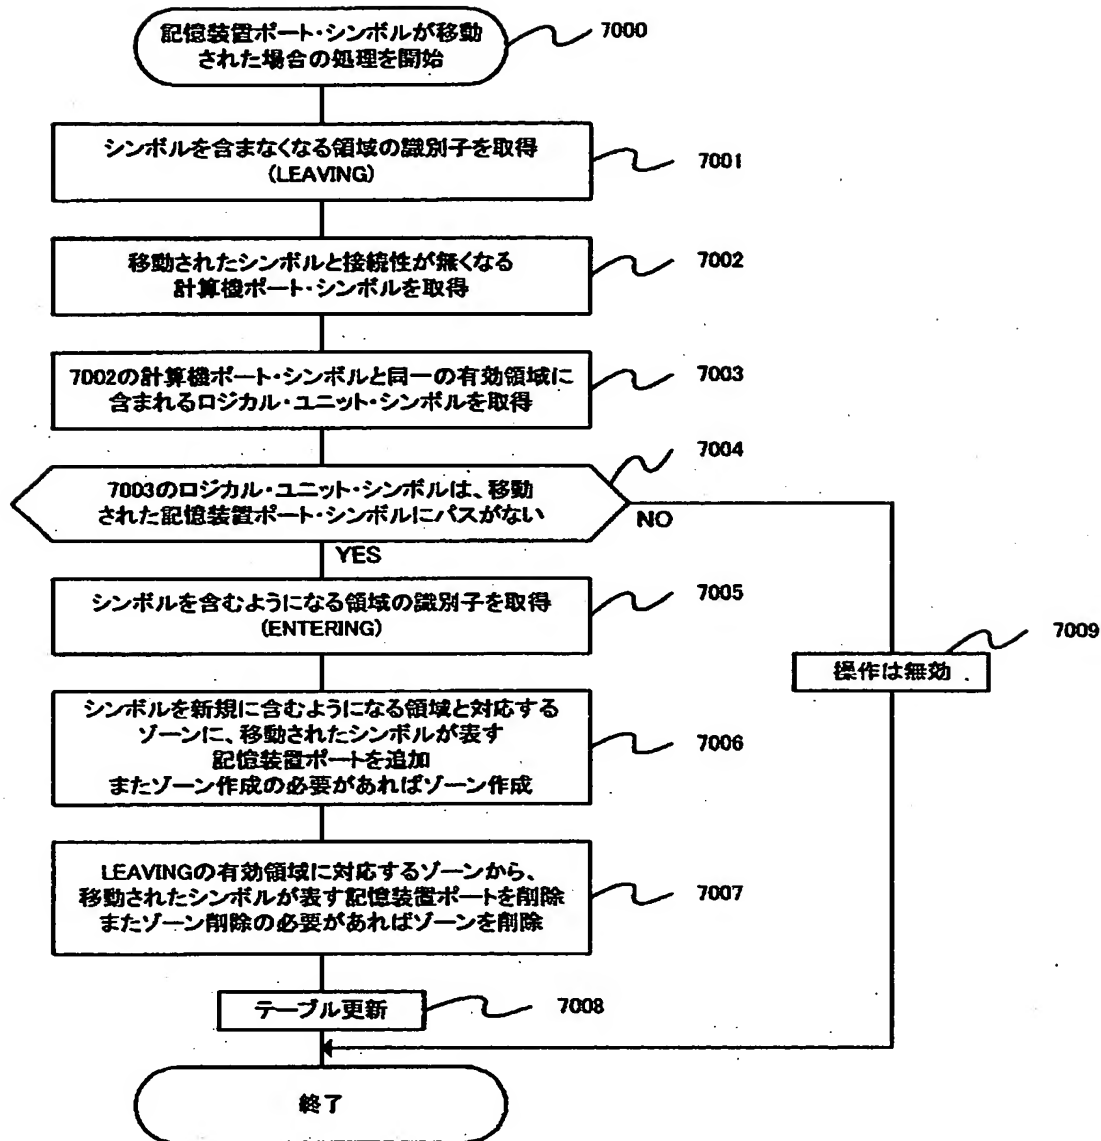 記憶装置ポート・シンボルが移動
された場合の処理を開始
7000
シンボルを含まなくなる領域の識別子を取得
(LEAVING)
7001
移動されたシンボルと接続性が無くなる
計算機ポート・シンボルを取得
7002
7002の計算機ポート・シンボルと同一の有効領域に
含まれるロジカル・ユニット・シンボルを取得
7003
7004
7003のロジカル・ユニット・シンボルは、移動
された記憶装置ポート・シンボルにパスがない
NO
YES
シンボルを含むようになる領域の識別子を取得
(ENTERING)
7005
7009
操作は無効
シンボルを新規に含むようになる領域と対応する
ゾーンに、移動されたシンボルが表す
記憶装置ポートを追加
またゾーン作成の必要があればゾーン作成
7006
LEAVINGの有効領域に対応するゾーンから、
移動されたシンボルが表す記憶装置ポートを削除
またゾーン削除の必要があればゾーンを削除
7007
テーブル更新
7008
終了